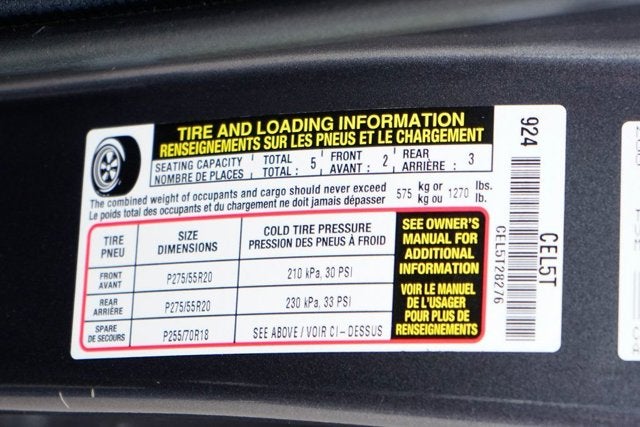 TIRE AND LOADING INFORMATION
RENSEIGNEMENTS SUR LES PNEUS ET LE CHARGEMENT
SEATING CAPACITY TOTAL 5 FRONT 2 REAR 3
NOMBRE DE PLACES TOTAL : AVANT : ARRIÈRE :
The combined weight of occupants and cargo should never exceed 575 kg or 1270 lbs.
Le poids total des occupants et du chargement ne doit jamais dépasser kg ou lb.
TIRE
PNEU
SIZE
DIMENSIONS
COLD TIRE PRESSURE
PRESSION DES PNEUS À FROID
FRONT
AVANT
P275/55R20
210 kPa, 30 PSI
REAR
ARRIÈRE
P275/55R20
230 kPa, 33 PSI
SPARE
DE SECOURS
P255/70R18
SEE ABOVE / VOIR CI-DESSUS
SEE OWNER'S
MANUAL FOR
ADDITIONAL
INFORMATION
VOIR LE MANUEL
DE L'USAGER
POUR PLUS DE
RENSEIGNEMENTS
924
CEL5T
CEL5T28276